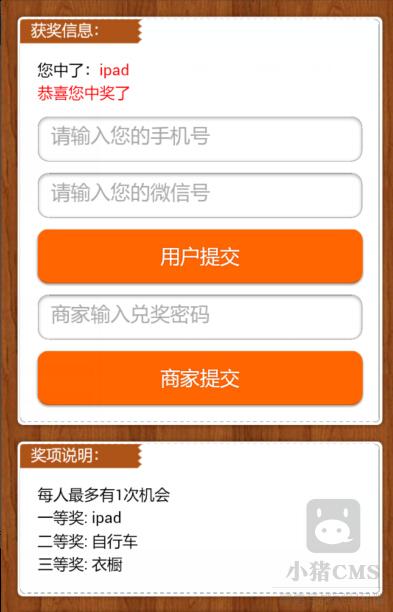 获奖信息：
您中了：ipad
恭喜您中奖了
请输入您的手机号
请输入您的微信号
用户提交
商家输入兑奖密码
商家提交
奖项说明：
每人最多有1次机会
一等奖: ipad
二等奖: 自行车
三等奖: 衣橱
小猪CMS